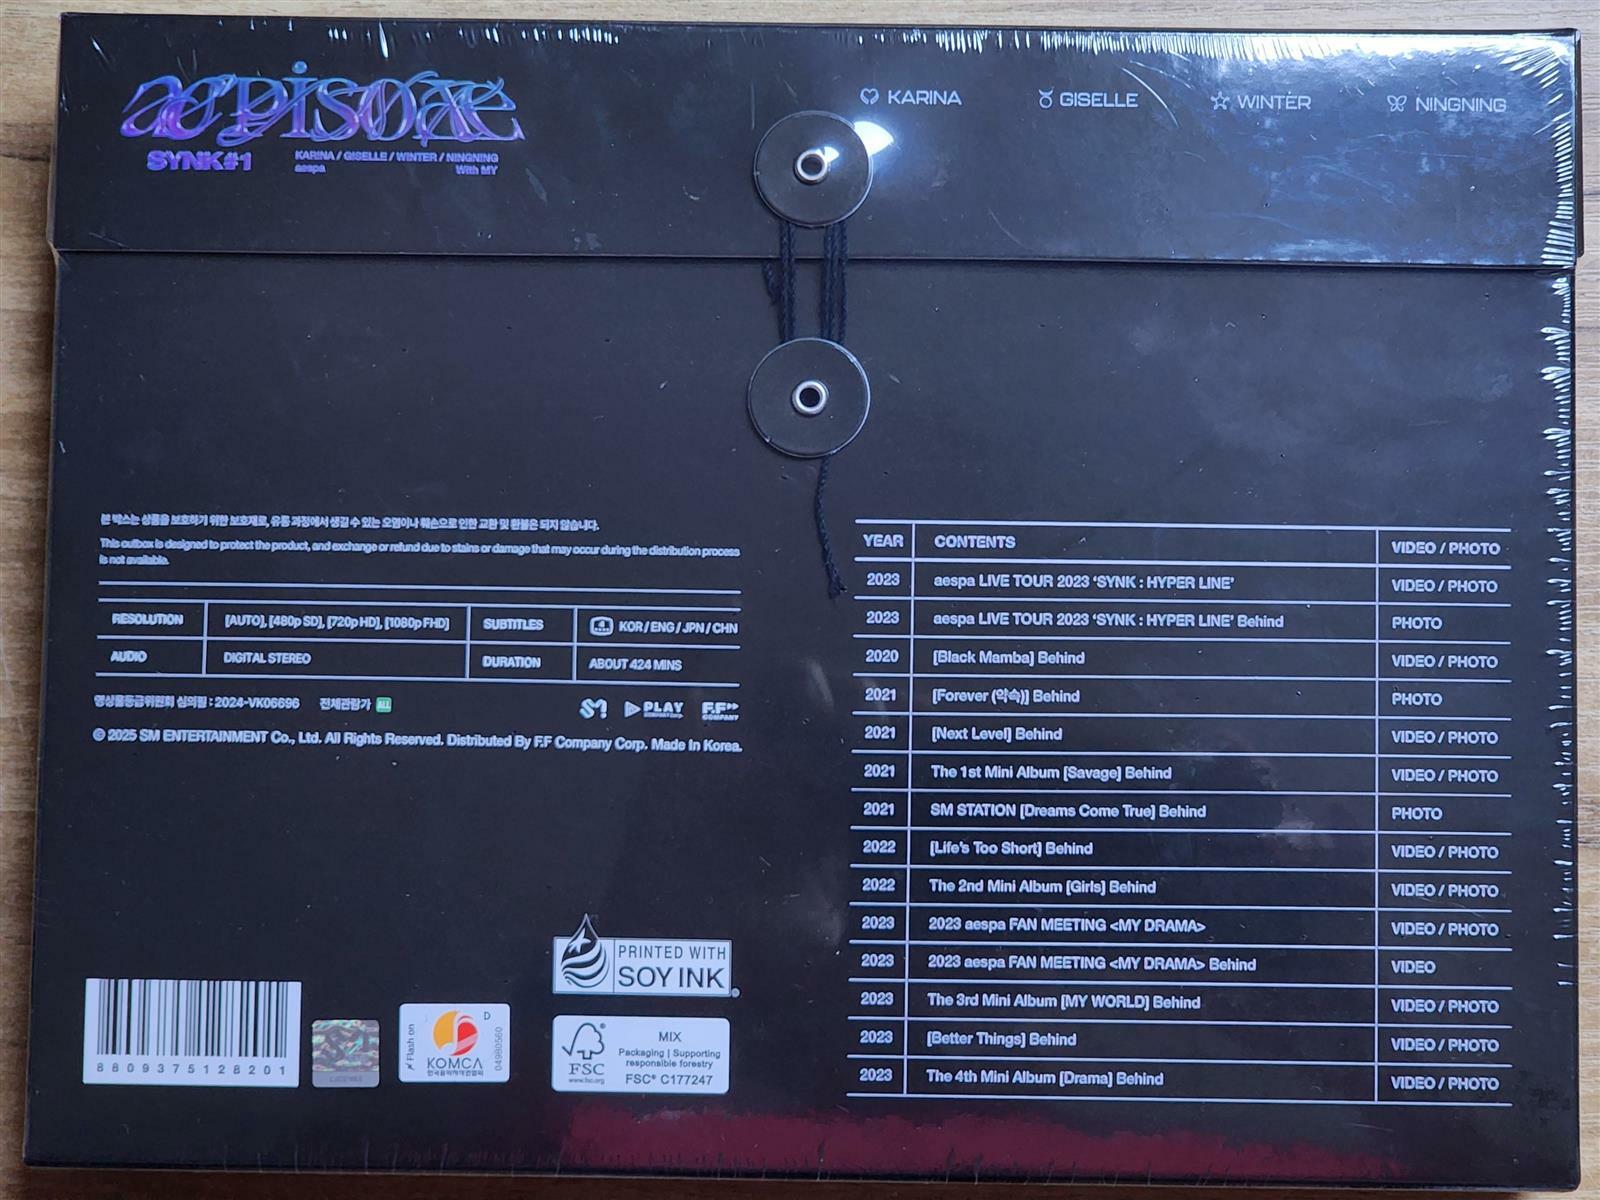 aepisode
SYNK#1
KARINA / GISELLE / WINTER / NINGNING
aespa With MY
KARINA GISELLE WINTER NINGNING
본 박스는 상품을 보호하기 위한 보호재로, 유통 과정에서 생길 수 있는 오염이나 훼손으로 인한 교환 및 환불은 되지 않습니다.
This outbox is designed to protect the product, and exchange or refund due to stains or damage that may occur during the distribution process
is not available.
RESOLUTION [AUTO], [480p SD], [720p HD], [1080p FHD] SUBTITLES KOR / ENG / JPN / CHN
AUDIO DIGITAL STEREO DURATION ABOUT 424 MINS
영상물등급위원회 심의필 : 2024-VK06696 전체관람가 ALL
SM PLAY F.F COMPANY
© 2025 SM ENTERTAINMENT Co., Ltd. All Rights Reserved. Distributed By F.F Company Corp. Made In Korea.
YEAR CONTENTS VIDEO / PHOTO
2023 aespa LIVE TOUR 2023 ‘SYNK : HYPER LINE’ VIDEO / PHOTO
2023 aespa LIVE TOUR 2023 ‘SYNK : HYPER LINE’ Behind PHOTO
2020 [Black Mamba] Behind VIDEO / PHOTO
2021 [Forever (약속)] Behind PHOTO
2021 [Next Level] Behind VIDEO / PHOTO
2021 The 1st Mini Album [Savage] Behind VIDEO / PHOTO
2021 SM STATION [Dreams Come True] Behind PHOTO
2022 [Life's Too Short] Behind VIDEO / PHOTO
2022 The 2nd Mini Album [Girls] Behind VIDEO / PHOTO
2023 2023 aespa FAN MEETING <MY DRAMA> VIDEO / PHOTO
2023 2023 aespa FAN MEETING <MY DRAMA> Behind VIDEO
2023 The 3rd Mini Album [MY WORLD] Behind VIDEO / PHOTO
2023 [Better Things] Behind VIDEO / PHOTO
2023 The 4th Mini Album [Drama] Behind VIDEO / PHOTO
PRINTED WITH
SOY INK
8809375128201
Flash on
D
KOMCA
한국음악저작권협회
04980560
FSC
www.fsc.org
MIX
Packaging | Supporting
responsible forestry
FSC® C177247